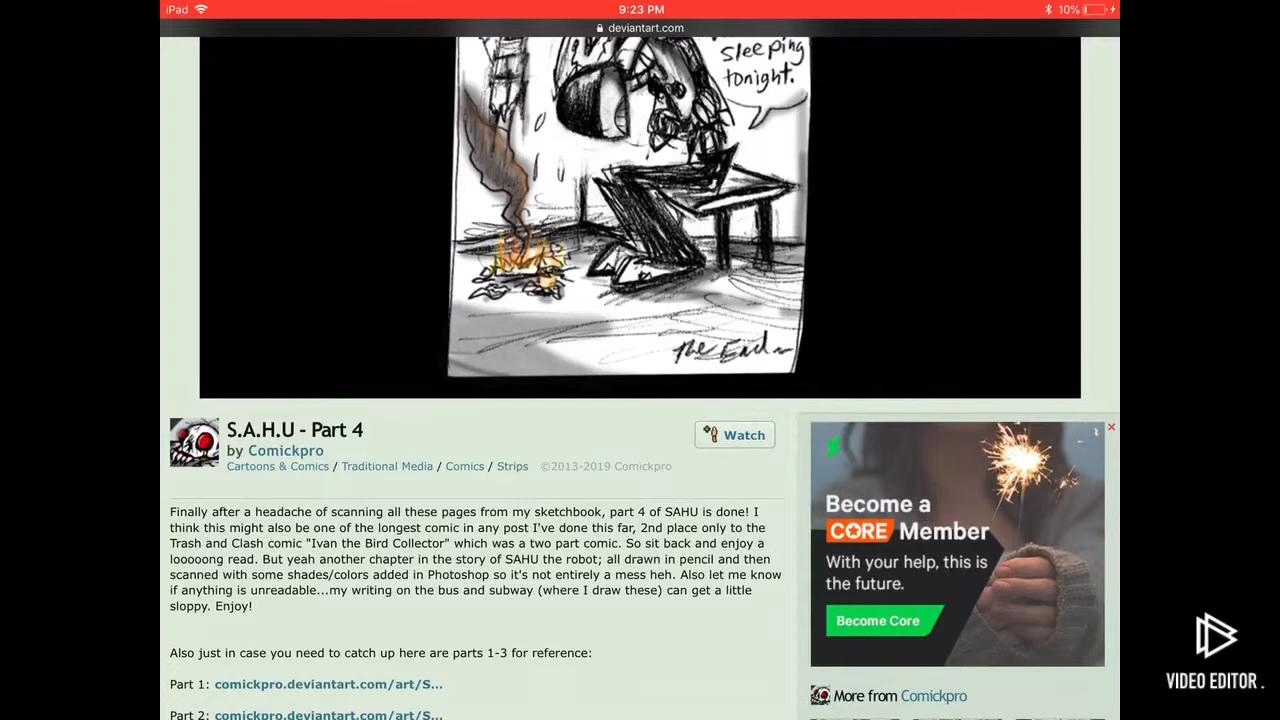 iPad
9:23 PM
10%
deviantart.com
sleeping
tonight.
The End
S.A.H.U - Part 4
by Comickpro
Watch
Cartoons & Comics / Traditional Media / Comics / Strips ©2013-2019 Comickpro
Finally after a headache of scanning all these pages from my sketchbook, part 4 of SAHU is done! I
think this might also be one of the longest comic in any post I've done this far, 2nd place only to the
Trash and Clash comic "Ivan the Bird Collector" which was a two part comic. So sit back and enjoy a
looooong read. But yeah another chapter in the story of SAHU the robot; all drawn in pencil and then
scanned with some shades/colors added in Photoshop so it's not entirely a mess heh. Also let me know
if anything is unreadable...my writing on the bus and subway (where I draw these) can get a little
sloppy. Enjoy!
Also just in case you need to catch up here are parts 1-3 for reference:
Part 1: comickpro.deviantart.com/art/S...
Part 2: comickpro.deviantart.com/art/S...
Become a
CORE Member
With your help, this is
the future.
Become Core
More from Comickpro
VIDEO EDITOR .